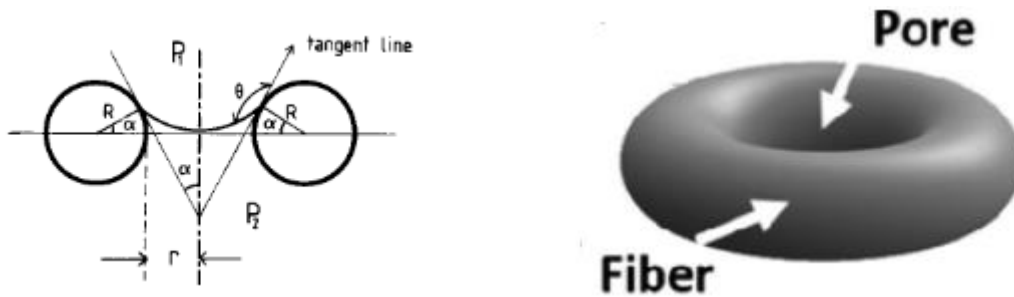 P₁
tangent line
θ
R
α
R
α
α
P₂
r
Pore
Fiber